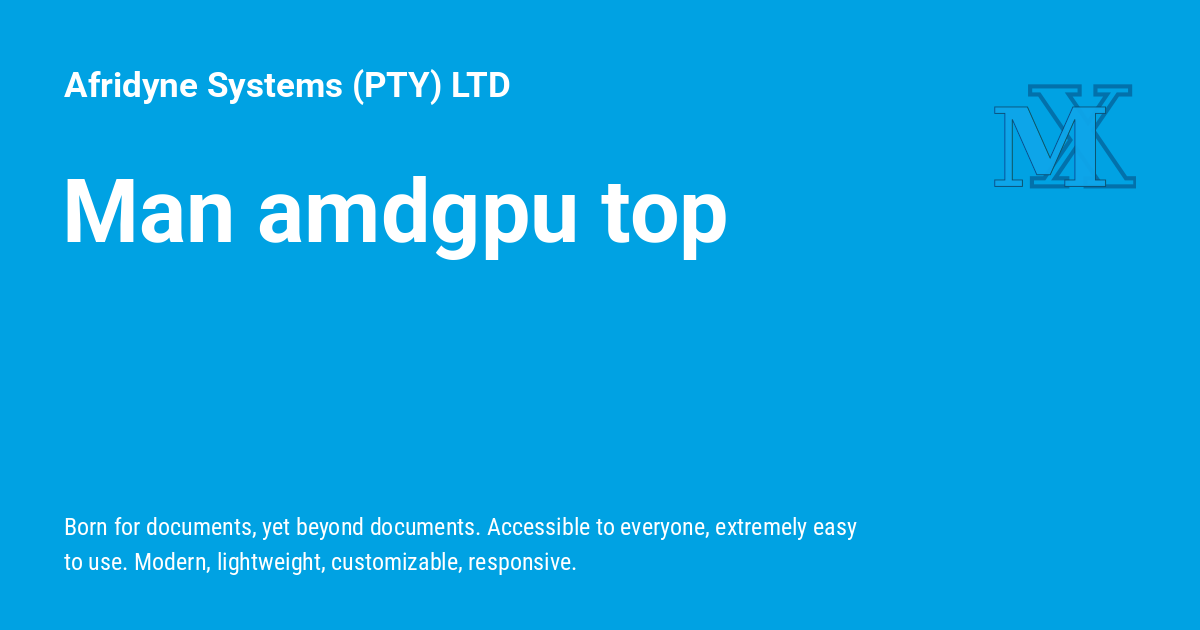 Afridyne Systems (PTY) LTD
MX
Man amdgpu top
Born for documents, yet beyond documents. Accessible to everyone, extremely easy
to use. Modern, lightweight, customizable, responsive.